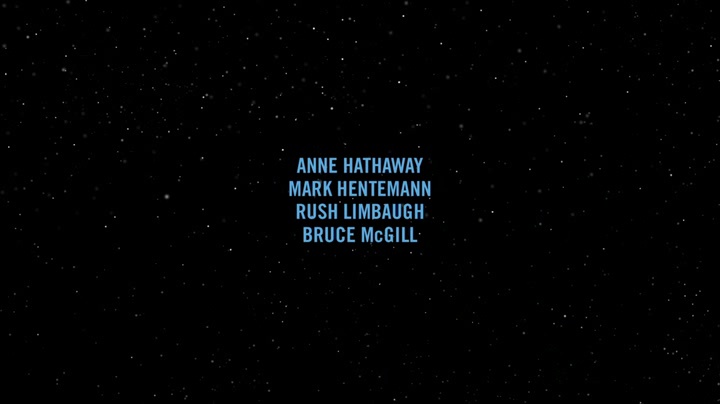 ANNE HATHAWAY
MARK HENTEMANN
RUSH LIMBAUGH
BRUCE McGILL